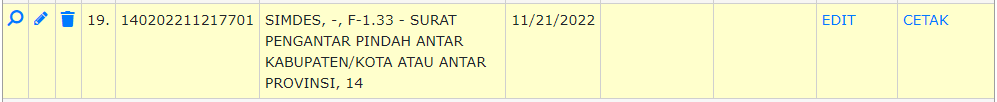 19. 140202211217701 SIMDES, -, F-1.33 - SURAT 11/21/2022 EDIT CETAK
PENGANTAR PINDAH ANTAR
KABUPATEN/KOTA ATAU ANTAR
PROVINSI, 14